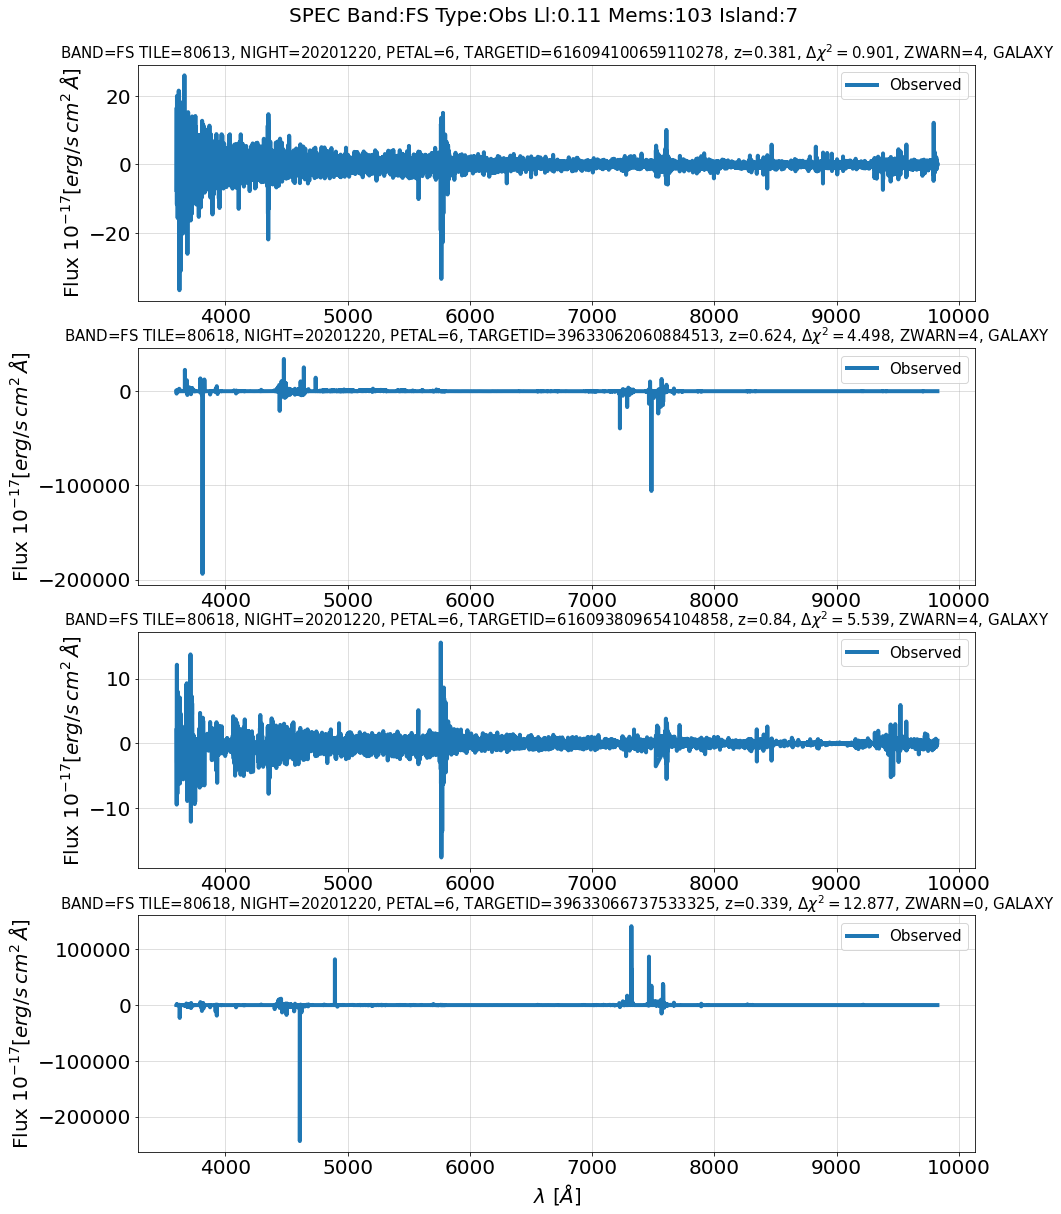 SPEC Band:FS Type:Obs Ll:0.11 Mems:103 Island:7
BAND=FS TILE=80613, NIGHT=20201220, PETAL=6, TARGETID=616094100659110278, z=0.381, Δχ² = 0.901, ZWARN=4, GALAXY
Flux 10⁻¹⁷[erg/s cm² Å]
20
0
−20
Observed
4000 5000 6000 7000 8000 9000 10000
BAND=FS TILE=80618, NIGHT=20201220, PETAL=6, TARGETID=39633062060884513, z=0.624, Δχ² = 4.498, ZWARN=4, GALAXY
Flux 10⁻¹⁷[erg/s cm² Å]
0
−100000
−200000
Observed
4000 5000 6000 7000 8000 9000 10000
BAND=FS TILE=80618, NIGHT=20201220, PETAL=6, TARGETID=616093809654104858, z=0.84, Δχ² = 5.539, ZWARN=4, GALAXY
Flux 10⁻¹⁷[erg/s cm² Å]
10
0
−10
Observed
4000 5000 6000 7000 8000 9000 10000
BAND=FS TILE=80618, NIGHT=20201220, PETAL=6, TARGETID=39633066737533325, z=0.339, Δχ² = 12.877, ZWARN=0, GALAXY
Flux 10⁻¹⁷[erg/s cm² Å]
100000
0
−100000
−200000
Observed
4000 5000 6000 7000 8000 9000 10000
λ [Å]